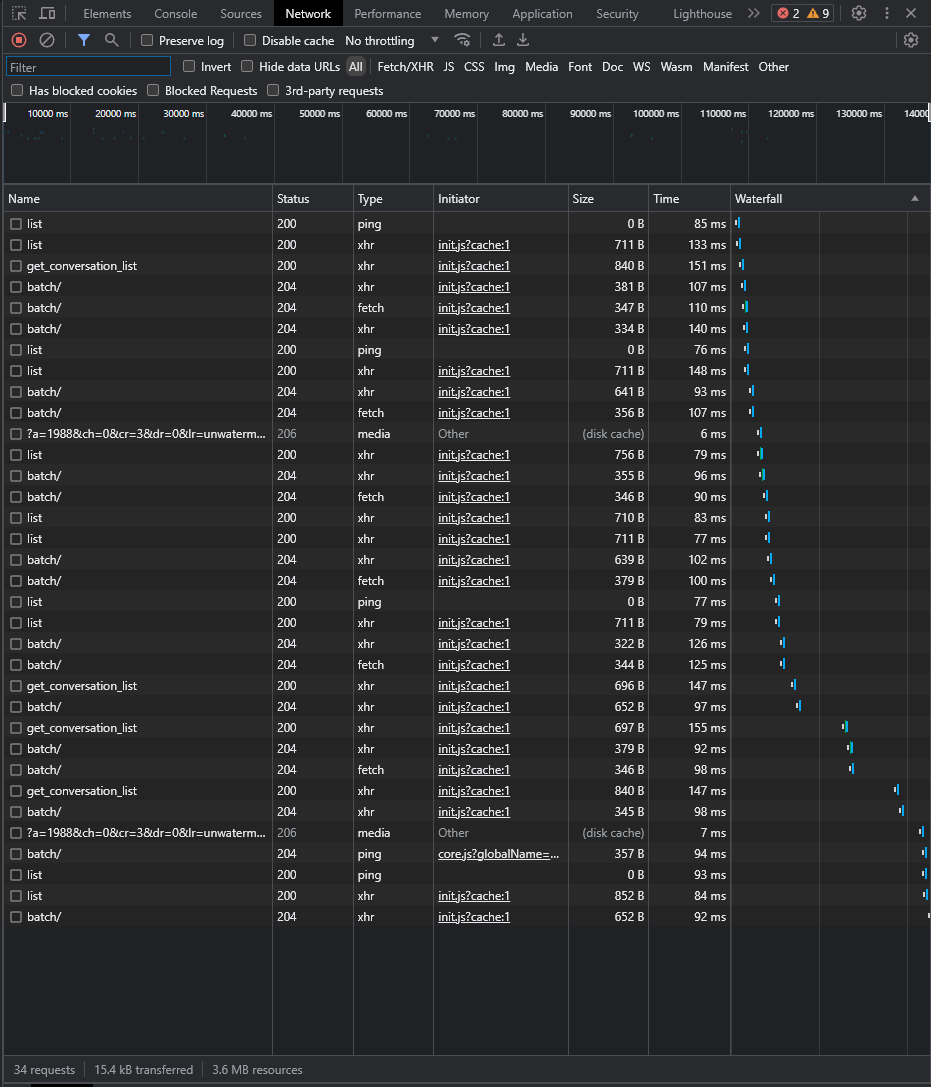 Elements Console Sources Network Performance Memory Application Security Lighthouse 2 9
Preserve log Disable cache No throttling
Filter Invert Hide data URLs All Fetch/XHR JS CSS Img Media Font Doc WS Wasm Manifest Other
Has blocked cookies Blocked Requests 3rd-party requests
10000 ms 20000 ms 30000 ms 40000 ms 50000 ms 60000 ms 70000 ms 80000 ms 90000 ms 100000 ms 110000 ms 120000 ms 130000 ms 14000
Name Status Type Initiator Size Time Waterfall
list 200 ping 0 B 85 ms
list 200 xhr init.js?cache:1 711 B 133 ms
get_conversation_list 200 xhr init.js?cache:1 840 B 151 ms
batch/ 204 xhr init.js?cache:1 381 B 107 ms
batch/ 204 fetch init.js?cache:1 347 B 110 ms
batch/ 204 xhr init.js?cache:1 334 B 140 ms
list 200 ping 0 B 76 ms
list 200 xhr init.js?cache:1 711 B 148 ms
batch/ 204 xhr init.js?cache:1 641 B 93 ms
batch/ 204 fetch init.js?cache:1 356 B 107 ms
?a=1988&ch=0&cr=3&dr=0&lr=unwaterm... 206 media Other (disk cache) 6 ms
list 200 xhr init.js?cache:1 756 B 79 ms
batch/ 204 xhr init.js?cache:1 355 B 96 ms
batch/ 204 fetch init.js?cache:1 346 B 90 ms
list 200 xhr init.js?cache:1 710 B 83 ms
list 200 xhr init.js?cache:1 711 B 77 ms
batch/ 204 xhr init.js?cache:1 639 B 102 ms
batch/ 204 fetch init.js?cache:1 379 B 100 ms
list 200 ping 0 B 77 ms
list 200 xhr init.js?cache:1 711 B 79 ms
batch/ 204 xhr init.js?cache:1 322 B 126 ms
batch/ 204 fetch init.js?cache:1 344 B 125 ms
get_conversation_list 200 xhr init.js?cache:1 696 B 147 ms
batch/ 204 xhr init.js?cache:1 652 B 97 ms
get_conversation_list 200 xhr init.js?cache:1 697 B 155 ms
batch/ 204 xhr init.js?cache:1 379 B 92 ms
batch/ 204 fetch init.js?cache:1 346 B 98 ms
get_conversation_list 200 xhr init.js?cache:1 840 B 147 ms
batch/ 204 xhr init.js?cache:1 345 B 98 ms
?a=1988&ch=0&cr=3&dr=0&lr=unwaterm... 206 media Other (disk cache) 7 ms
batch/ 204 ping core.js?globalName=... 357 B 94 ms
list 200 ping 0 B 93 ms
list 200 xhr init.js?cache:1 852 B 84 ms
batch/ 204 xhr init.js?cache:1 652 B 92 ms
34 requests 15.4 kB transferred 3.6 MB resources